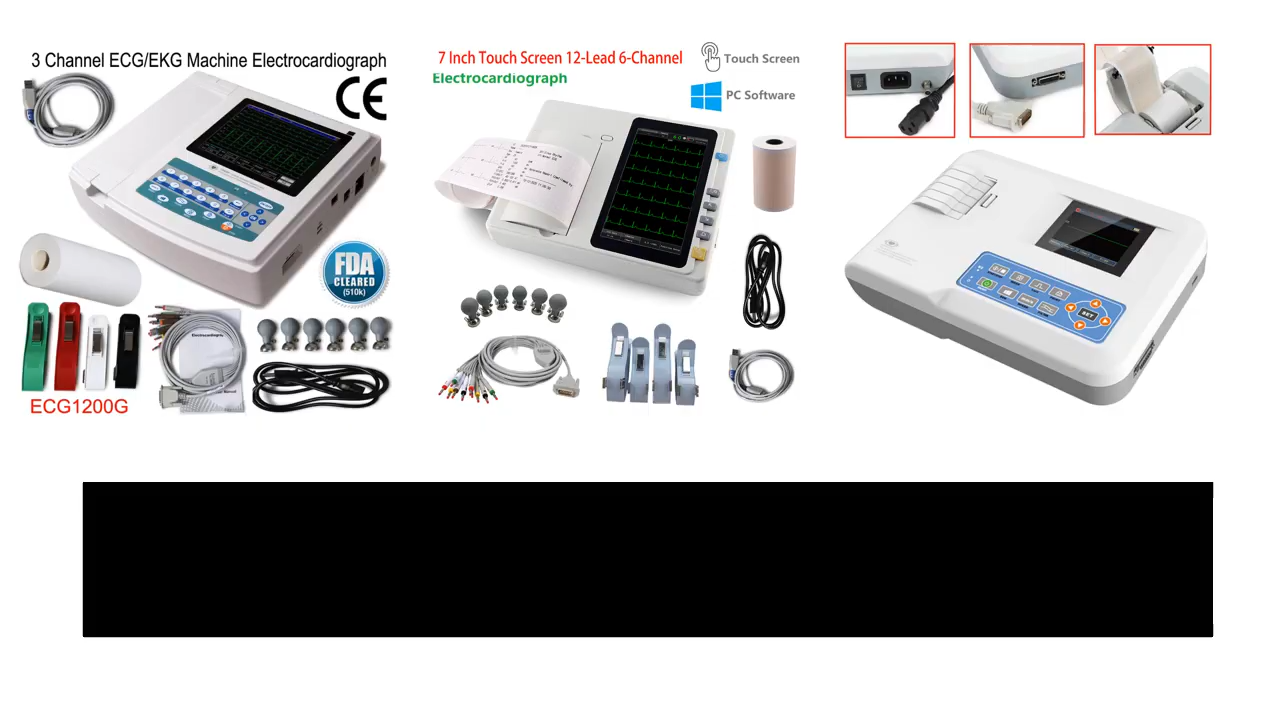 3 Channel ECG/EKG Machine Electrocardiograph
CE
FDA
CLEARED
(510k)
ECG1200G
7 Inch Touch Screen 12-Lead 6-Channel
Electrocardiograph
Touch Screen
PC Software
SET